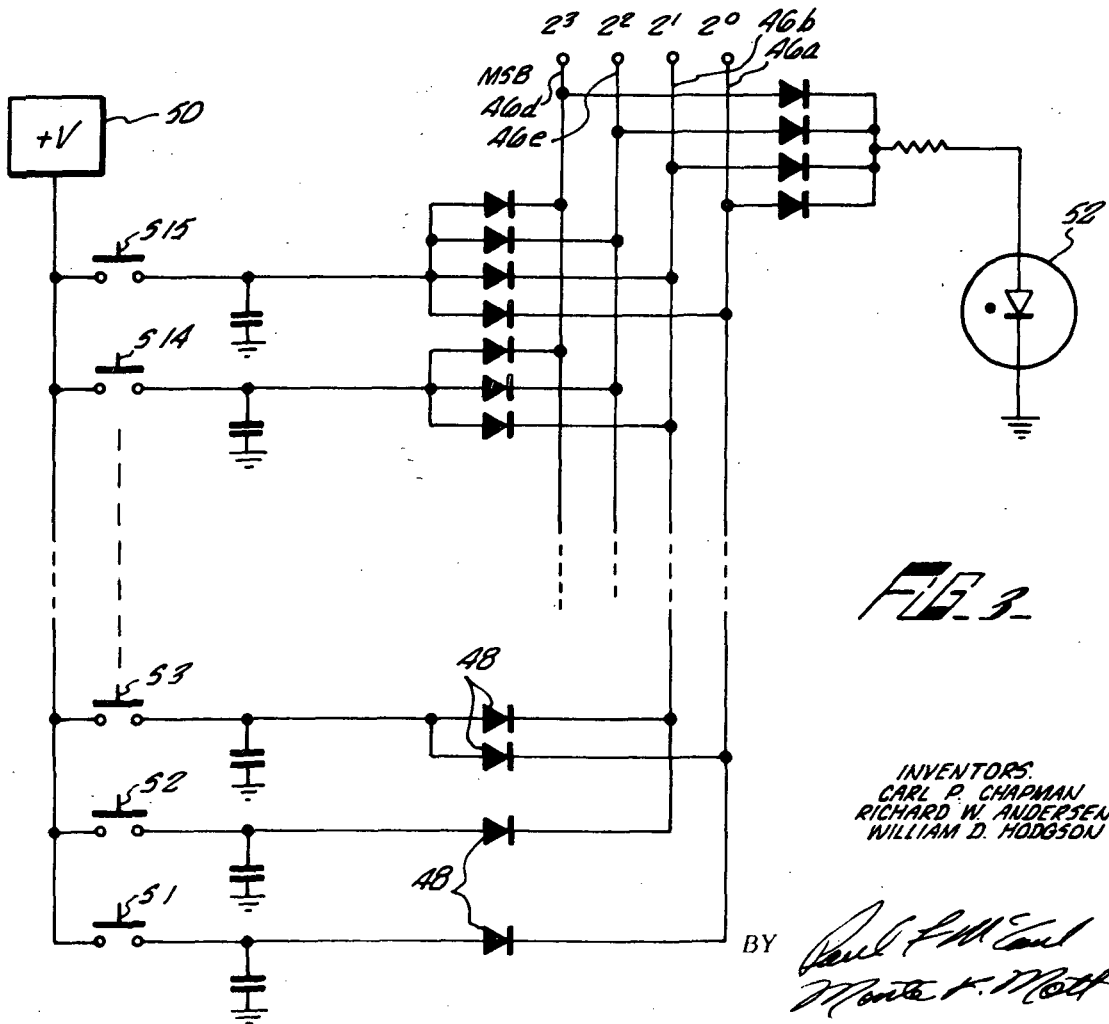 2³ 2² 2¹ 2⁰ 46b
46a
MSB
46d
46e
50
+V
S15
52
S14
FIG. 3
S3
48
S2
INVENTORS.
CARL P. CHAPMAN
RICHARD W. ANDERSEN
WILLIAM D. HODGSON
48
S1
BY